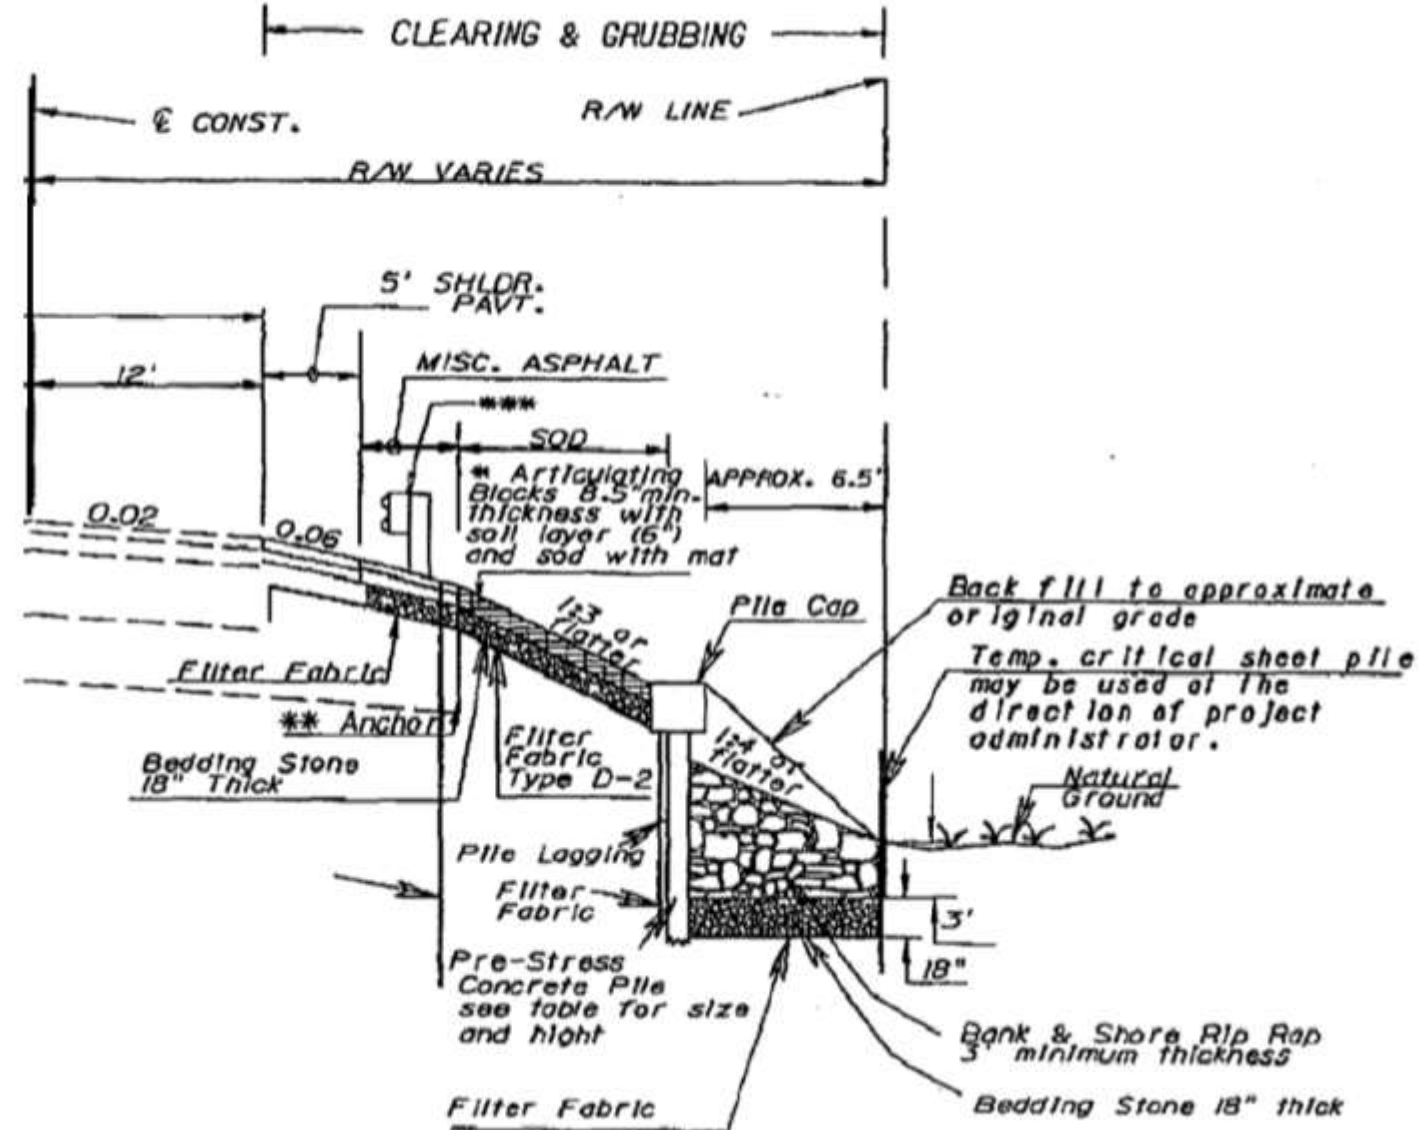 CLEARING & GRUBBING
R/W LINE
℄ CONST.
R/W VARIES
5' SHLDR.
PAVT.
MISC. ASPHALT
12'
***
SOD
* Articulating
Blocks 8.5"min.
thickness with
soil layer (6")
and sod with mat
APPROX. 6.5'
0.02
0.06
1:3 or
flatter
Pile Cap
Back fill to approximate
original grade
Temp. critical sheet pile
may be used at the
direction of project
administrator.
Filter Fabric
** Anchor
Filter
Fabric
Type D-2
Bedding Stone
18" Thick
1:4 or
flatter
Natural
Ground
Pile Lagging
Filter
Fabric
3'
18"
Pre-Stress
Concrete Pile
see table for size
and hight
Bank & Shore Rip Rap
3' minimum thickness
Bedding Stone 18" thick
Filter Fabric